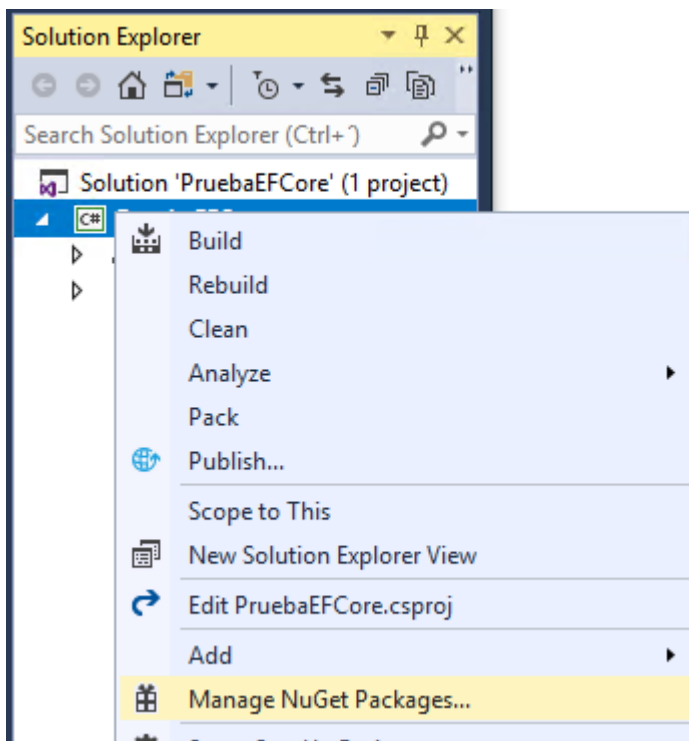 Solution Explorer
Search Solution Explorer (Ctrl+´)
Solution 'PruebaEFCore' (1 project)
C#
Build
Rebuild
Clean
Analyze
Pack
Publish...
Scope to This
New Solution Explorer View
Edit PruebaEFCore.csproj
Add
Manage NuGet Packages...